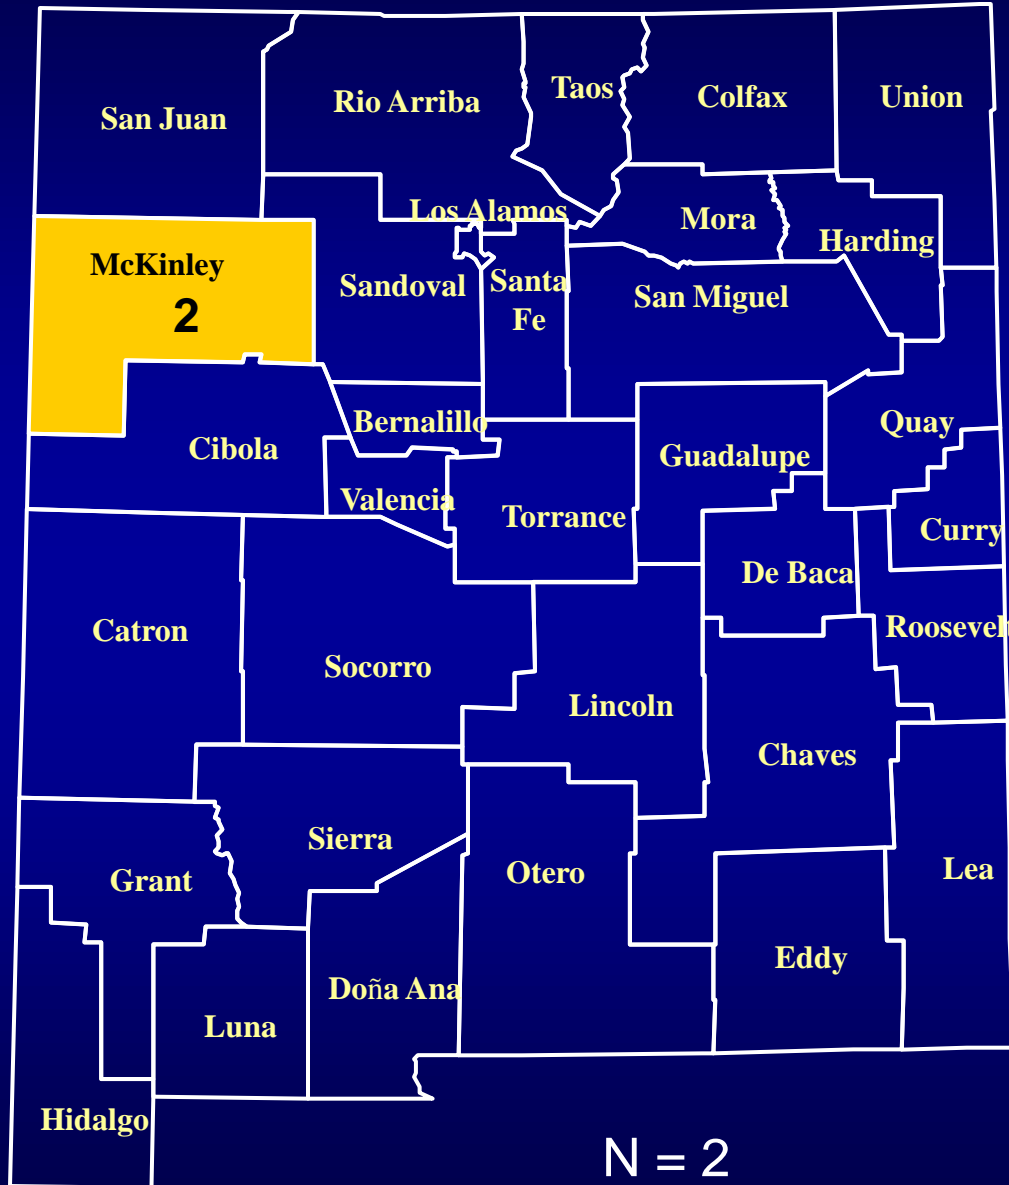 San Juan
Rio Arriba
Taos
Colfax
Union
Los Alamos
Mora
Harding
McKinley
2
Sandoval
Santa
Fe
San Miguel
Bernalillo
Cibola
Guadalupe
Quay
Valencia
Torrance
Curry
De Baca
Catron
Socorro
Roosevelt
Lincoln
Chaves
Sierra
Grant
Otero
Lea
Eddy
Doña Ana
Luna
Hidalgo
N = 2